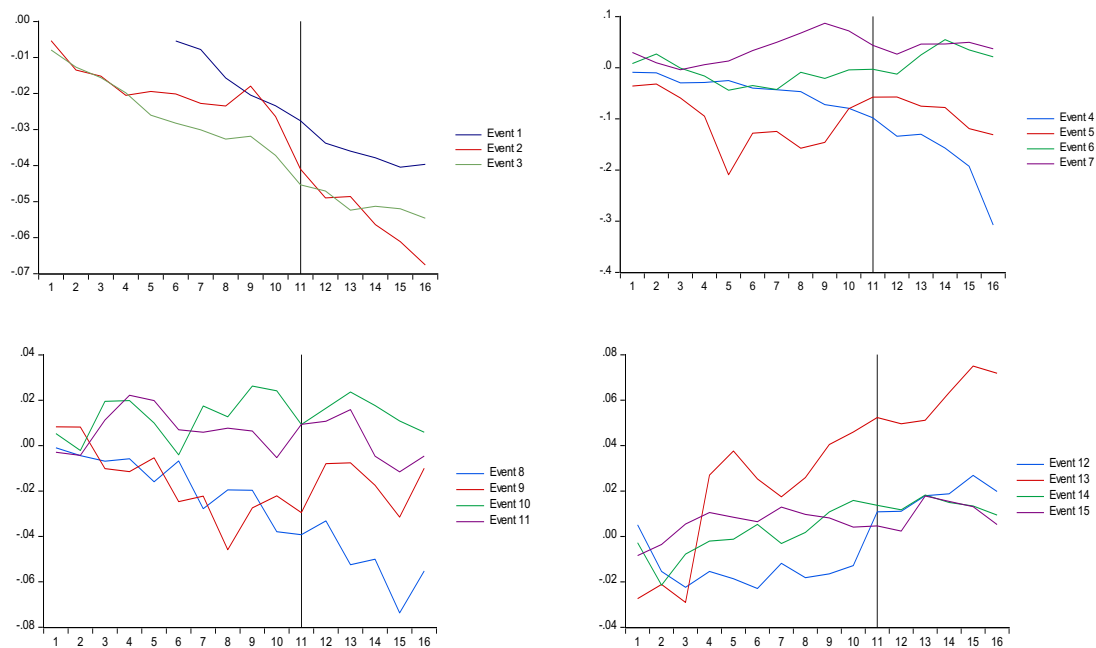 .00
-.01
-.02
-.03
-.04
-.05
-.06
-.07
1 2 3 4 5 6 7 8 9 10 11 12 13 14 15 16
Event 1
Event 2
Event 3
.1
.0
-.1
-.2
-.3
-.4
1 2 3 4 5 6 7 8 9 10 11 12 13 14 15 16
Event 4
Event 5
Event 6
Event 7
.04
.02
.00
-.02
-.04
-.06
-.08
1 2 3 4 5 6 7 8 9 10 11 12 13 14 15 16
Event 8
Event 9
Event 10
Event 11
.08
.06
.04
.02
.00
-.02
-.04
1 2 3 4 5 6 7 8 9 10 11 12 13 14 15 16
Event 12
Event 13
Event 14
Event 15